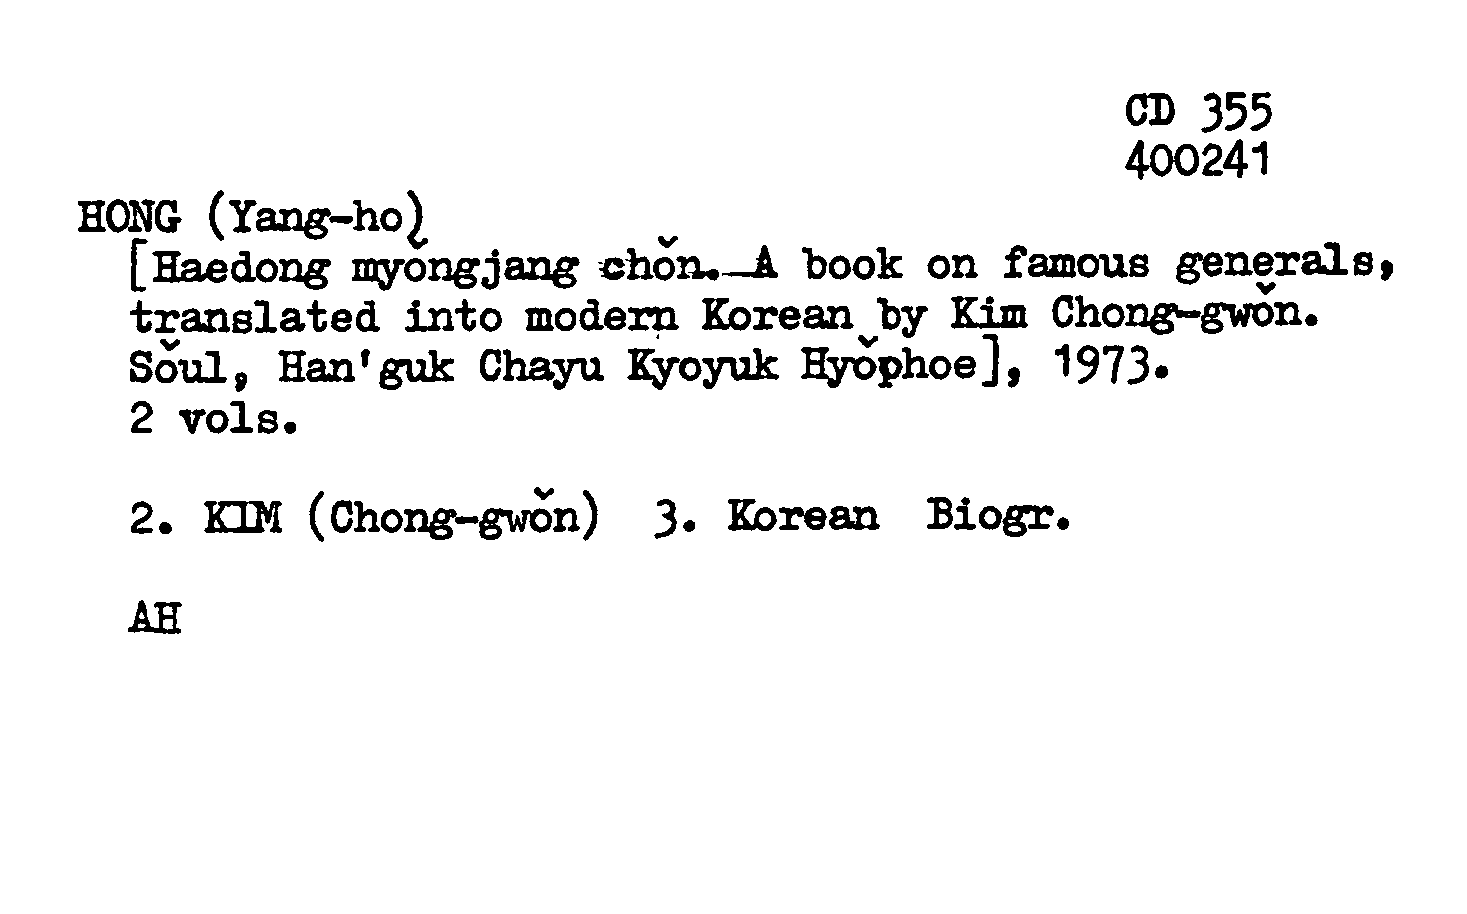 CD 355
400241
HONG (Yang-ho)
[Haedong myŏngjang chŏn. A book on famous generals,
translated into modern Korean by Kim Chong-gwŏn.
Sŏul, Han'guk Chayu Kyoyuk Hyŏphoe], 1973.
2 vols.
2. KIM (Chong-gwŏn) 3. Korean Biogr.
AH